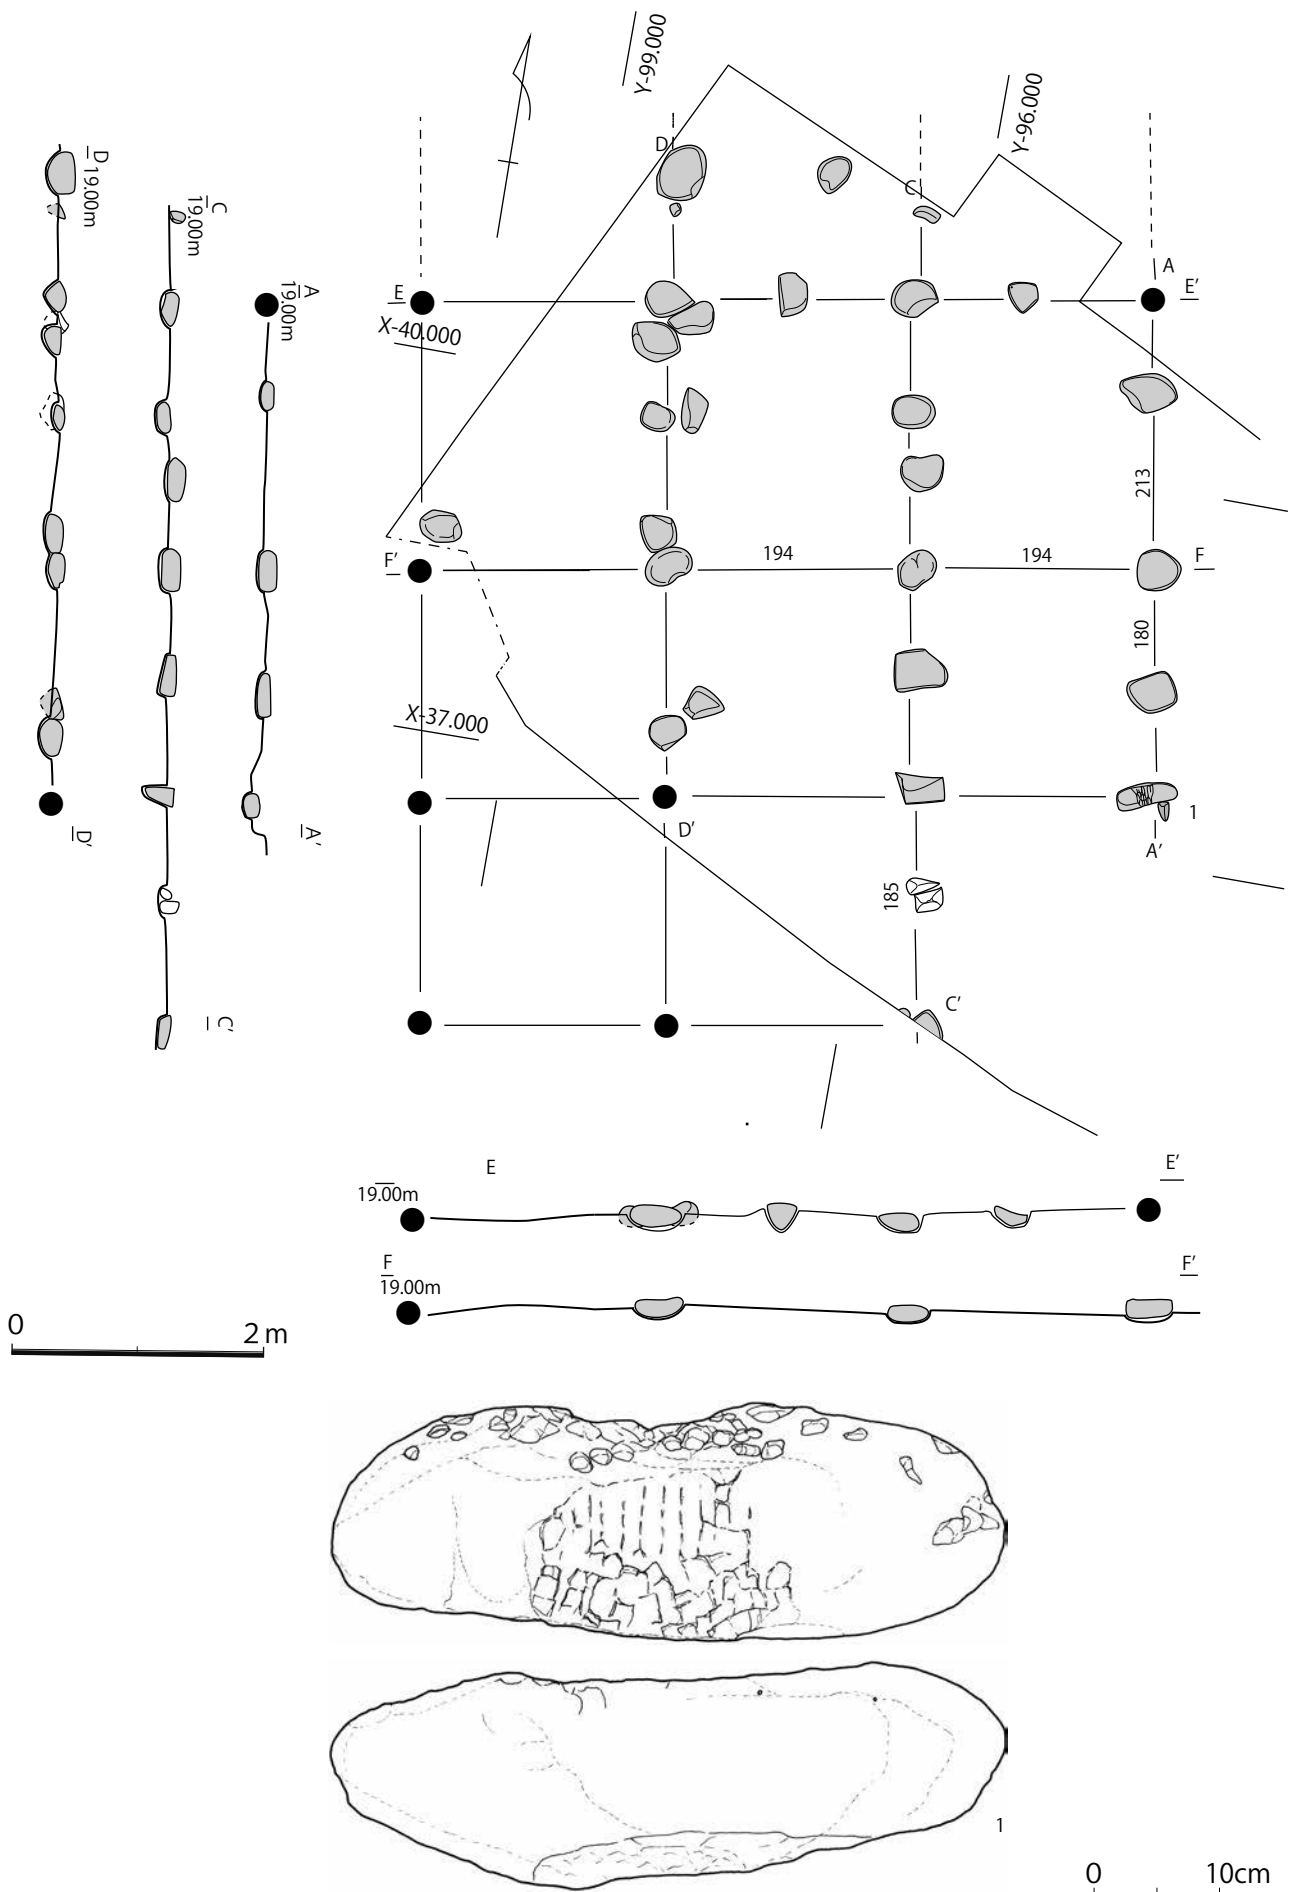 Y-99.000
Y-96.000
D
19.00m
C
19.00m
A
19.00m
D
C
A
E
E′
X-40.000
213
F′
194
194
F
180
X-37.000
D′
A′
D′
1
A′
185
C′
C′
E
E′
19.00m
F
F′
19.00m
0
2 m
1
0
10cm